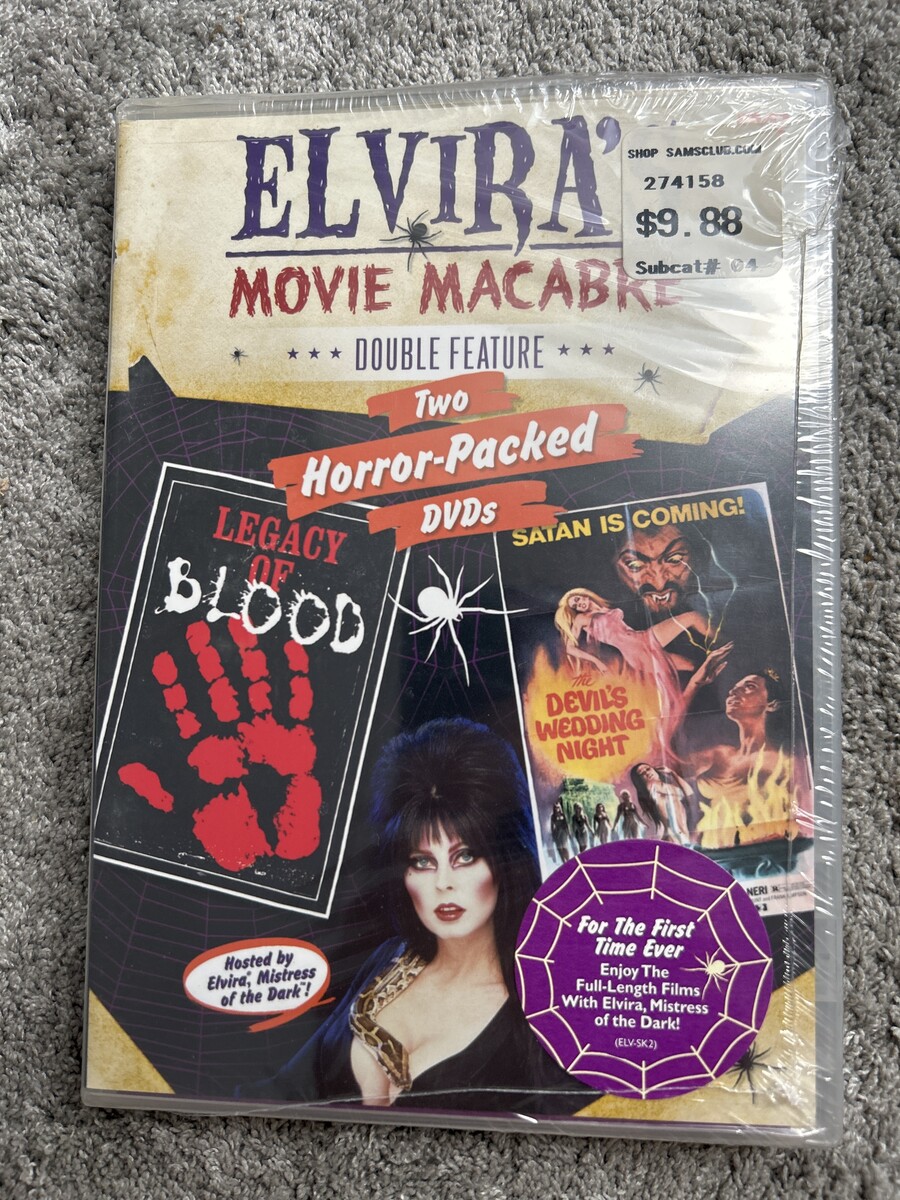 ELVIRA'
SHOP SAMSCLUB.COM
274158
$9.88
Subcat# 04
MOVIE MACABRE
★★★ DOUBLE FEATURE ★★★
Two
Horror-Packed
DVDs
LEGACY
OF
BLOOD
SATAN IS COMING!
The
DEVIL'S
WEDDING
NIGHT
Hosted by
Elvira®, Mistress
of the Dark™!
For The First
Time Ever
Enjoy The
Full-Length Films
With Elvira, Mistress
of the Dark!
(ELV-SK2)